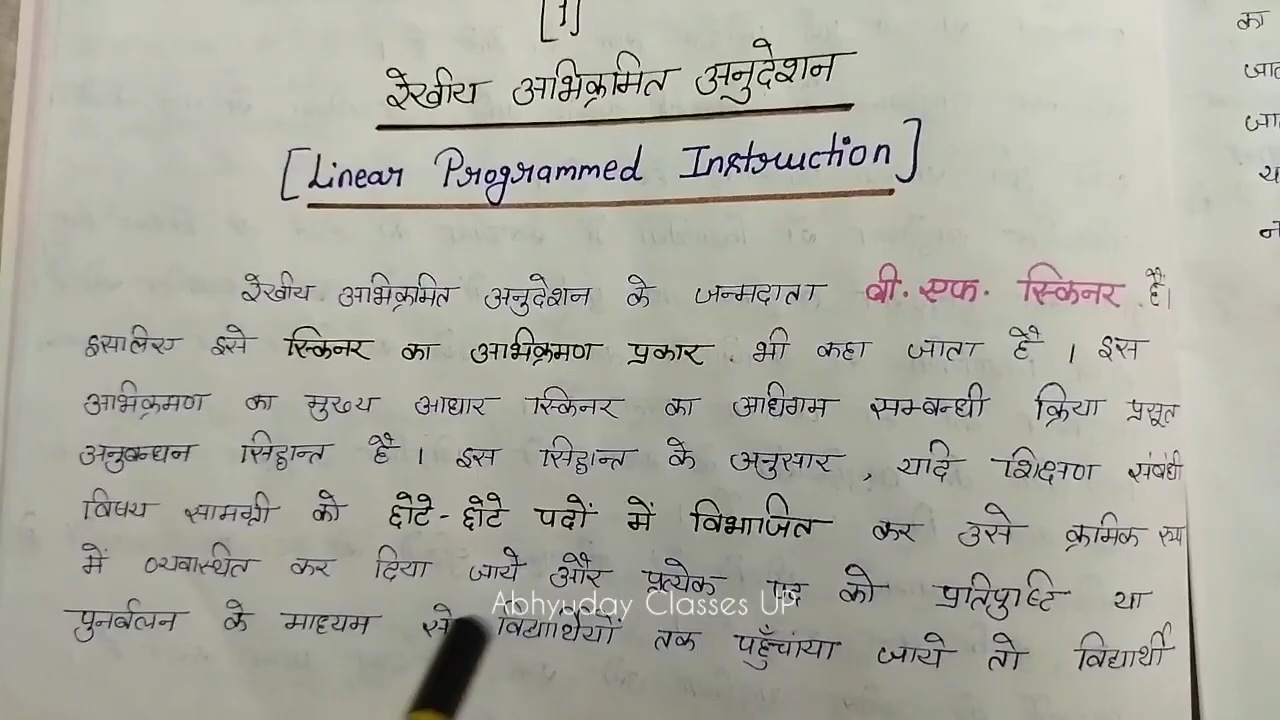 [1]
रेखीय अभिक्रमित अनुदेशन
[Linear Programmed Instruction]
रेखीय अभिक्रमित अनुदेशन के जन्मदाता बी. एफ. स्किनर है।
इसलिए इसे स्किनर का अभिक्रमण प्रकार भी कहा जाता है । इस
अभिक्रमण का मुख्य आधार स्किनर का अधिगम सम्बन्धी क्रिया प्रसूत
अनुबन्धन सिद्धान्त है । इस सिद्धान्त के अनुसार , यदि शिक्षण संबंधी
विषय सामग्री को छोटे-छोटे पदों में विभाजित कर उसे क्रमिक रूप
में व्यवस्थित कर दिया जाये और प्रत्येक पद को प्रतिपुष्टि या
पुनर्वलन के माध्यम से विद्यार्थियों तक पहुँचाया जाये तो विद्यार्थी
Abhyuday Classes UP
का